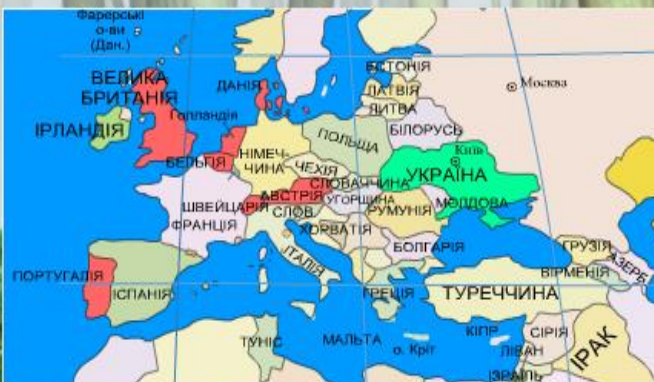 Фарерські
о-ви
(Дан.)
ЕСТОНІЯ
ВЕЛИКА
БРИТАНІЯ
ДАНІЯ
ЛАТВІЯ
Москва
ЛИТВА
Голландія
ІРЛАНДІЯ
БІЛОРУСЬ
ПОЛЬЩА
БЕЛЬГІЯ
НІМЕЧ-
ЧИНА
Київ
ЧЕХІЯ
УКРАЇНА
СЛОВАЧЧИНА
АВСТРІЯ
УГОРЩИНА
МОЛДОВА
ШВЕЙЦАРІЯ
СЛОВ.
РУМУНІЯ
ФРАНЦІЯ
ХОРВАТІЯ
БОЛГАРІЯ
ГРУЗІЯ
ІТАЛІЯ
АЗЕРБ.
ВІРМЕНІЯ
ПОРТУГАЛІЯ
ІСПАНІЯ
ГРЕЦІЯ
ТУРЕЧЧИНА
ТУНІС
МАЛЬТА
КІПР
СІРІЯ
о. Кріт
ЛІВАН
ІРАК
ІЗРАЇЛЬ